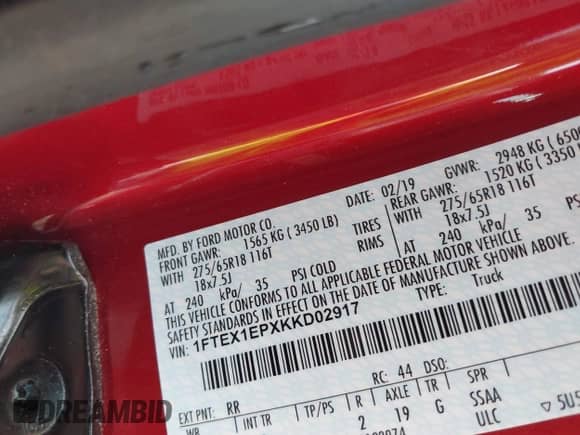 MFD. BY FORD MOTOR CO.
DATE: 02/19 GVWR: 2948 KG (650
FRONT GAWR: 1565 KG (3450 LB) REAR GAWR: 1520 KG (3350
WITH 275/65R18 116T TIRES WITH 275/65R18 116T
18x7.5J RIMS 18x7.5J
AT 240 kPa/ 35 PSI COLD AT 240 kPa/ 35 PSI
THIS VEHICLE CONFORMS TO ALL APPLICABLE FEDERAL MOTOR VEHICLE
IN EFFECT ON THE DATE OF MANUFACTURE SHOWN ABOVE.
VIN: 1FTEX1EPXKKD02917 TYPE: Truck
EXT PNT: RR RC: 44 DSO:
WB INT TR TP/PS R AXLE TR SPR
2 19 G SSAA
ULC
DREAMBID